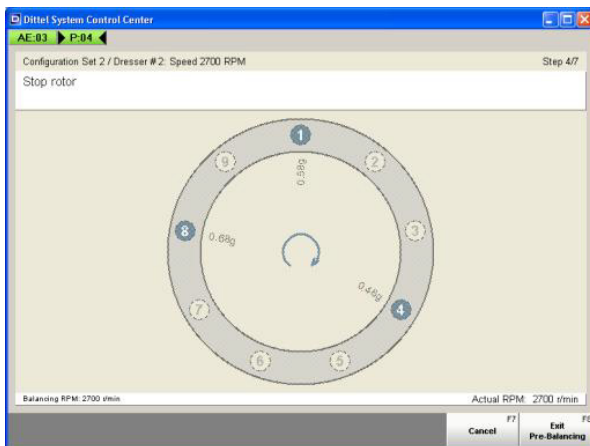 Dittel System Control Center
AE:03 P:04
Configuration Set 2 / Dresser #2: Speed 2700 RPM Step 4/7
Stop rotor
1
9 2
0.58g
8 0.68g 3
0.48g 4
7
6 5
Balancing RPM: 2700 r/min Actual RPM: 2700 r/min
F7 F8
Cancel Exit
Pre-Balancing